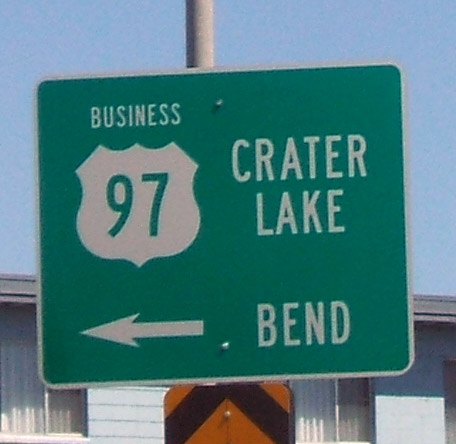 BUSINESS
97
CRATER
LAKE
BEND